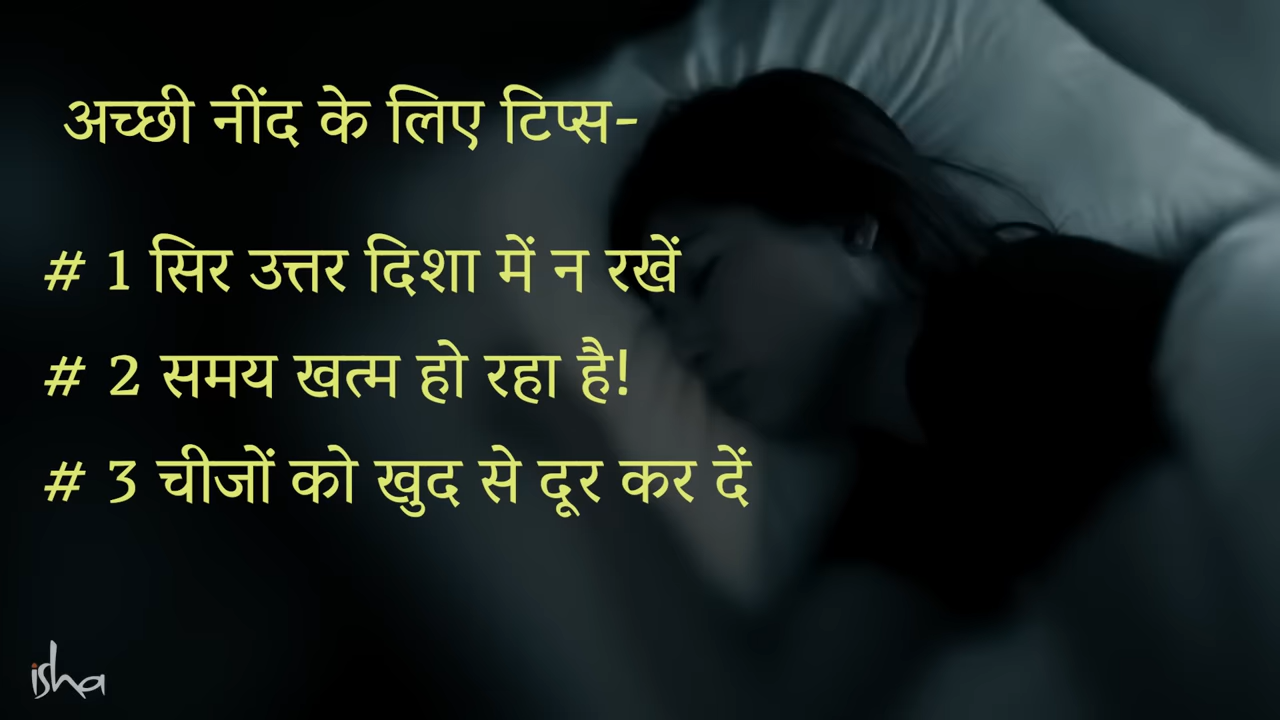 अच्छी नींद के लिए टिप्स-
# 1 सिर उत्तर दिशा में न रखें
# 2 समय खत्म हो रहा है!
# 3 चीजों को खुद से दूर कर दें
isha